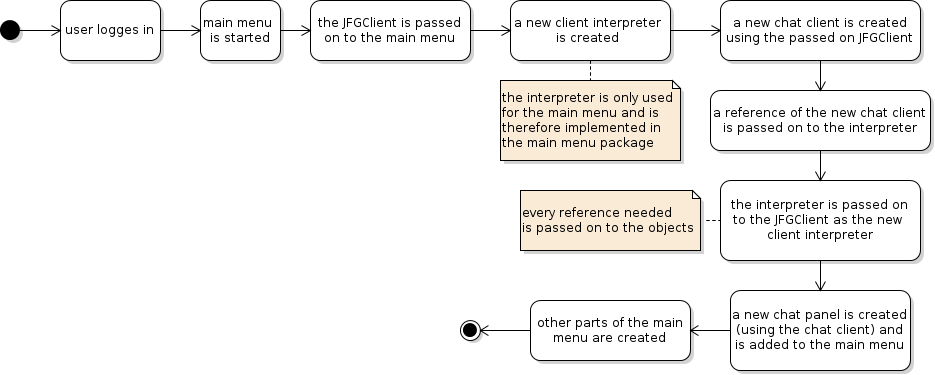 user logges in
main menu
is started
the JFGClient is passed
on to the main menu
a new client interpreter
is created
a new chat client is created
using the passed on JFGClient
the interpreter is only used
for the main menu and is
therefore implemented in
the main menu package
a reference of the new chat client
is passed on to the interpreter
every reference needed
is passed on to the objects
the interpreter is passed on
to the JFGClient as the new
client interpreter
a new chat panel is created
(using the chat client) and
is added to the main menu
other parts of the main
menu are created